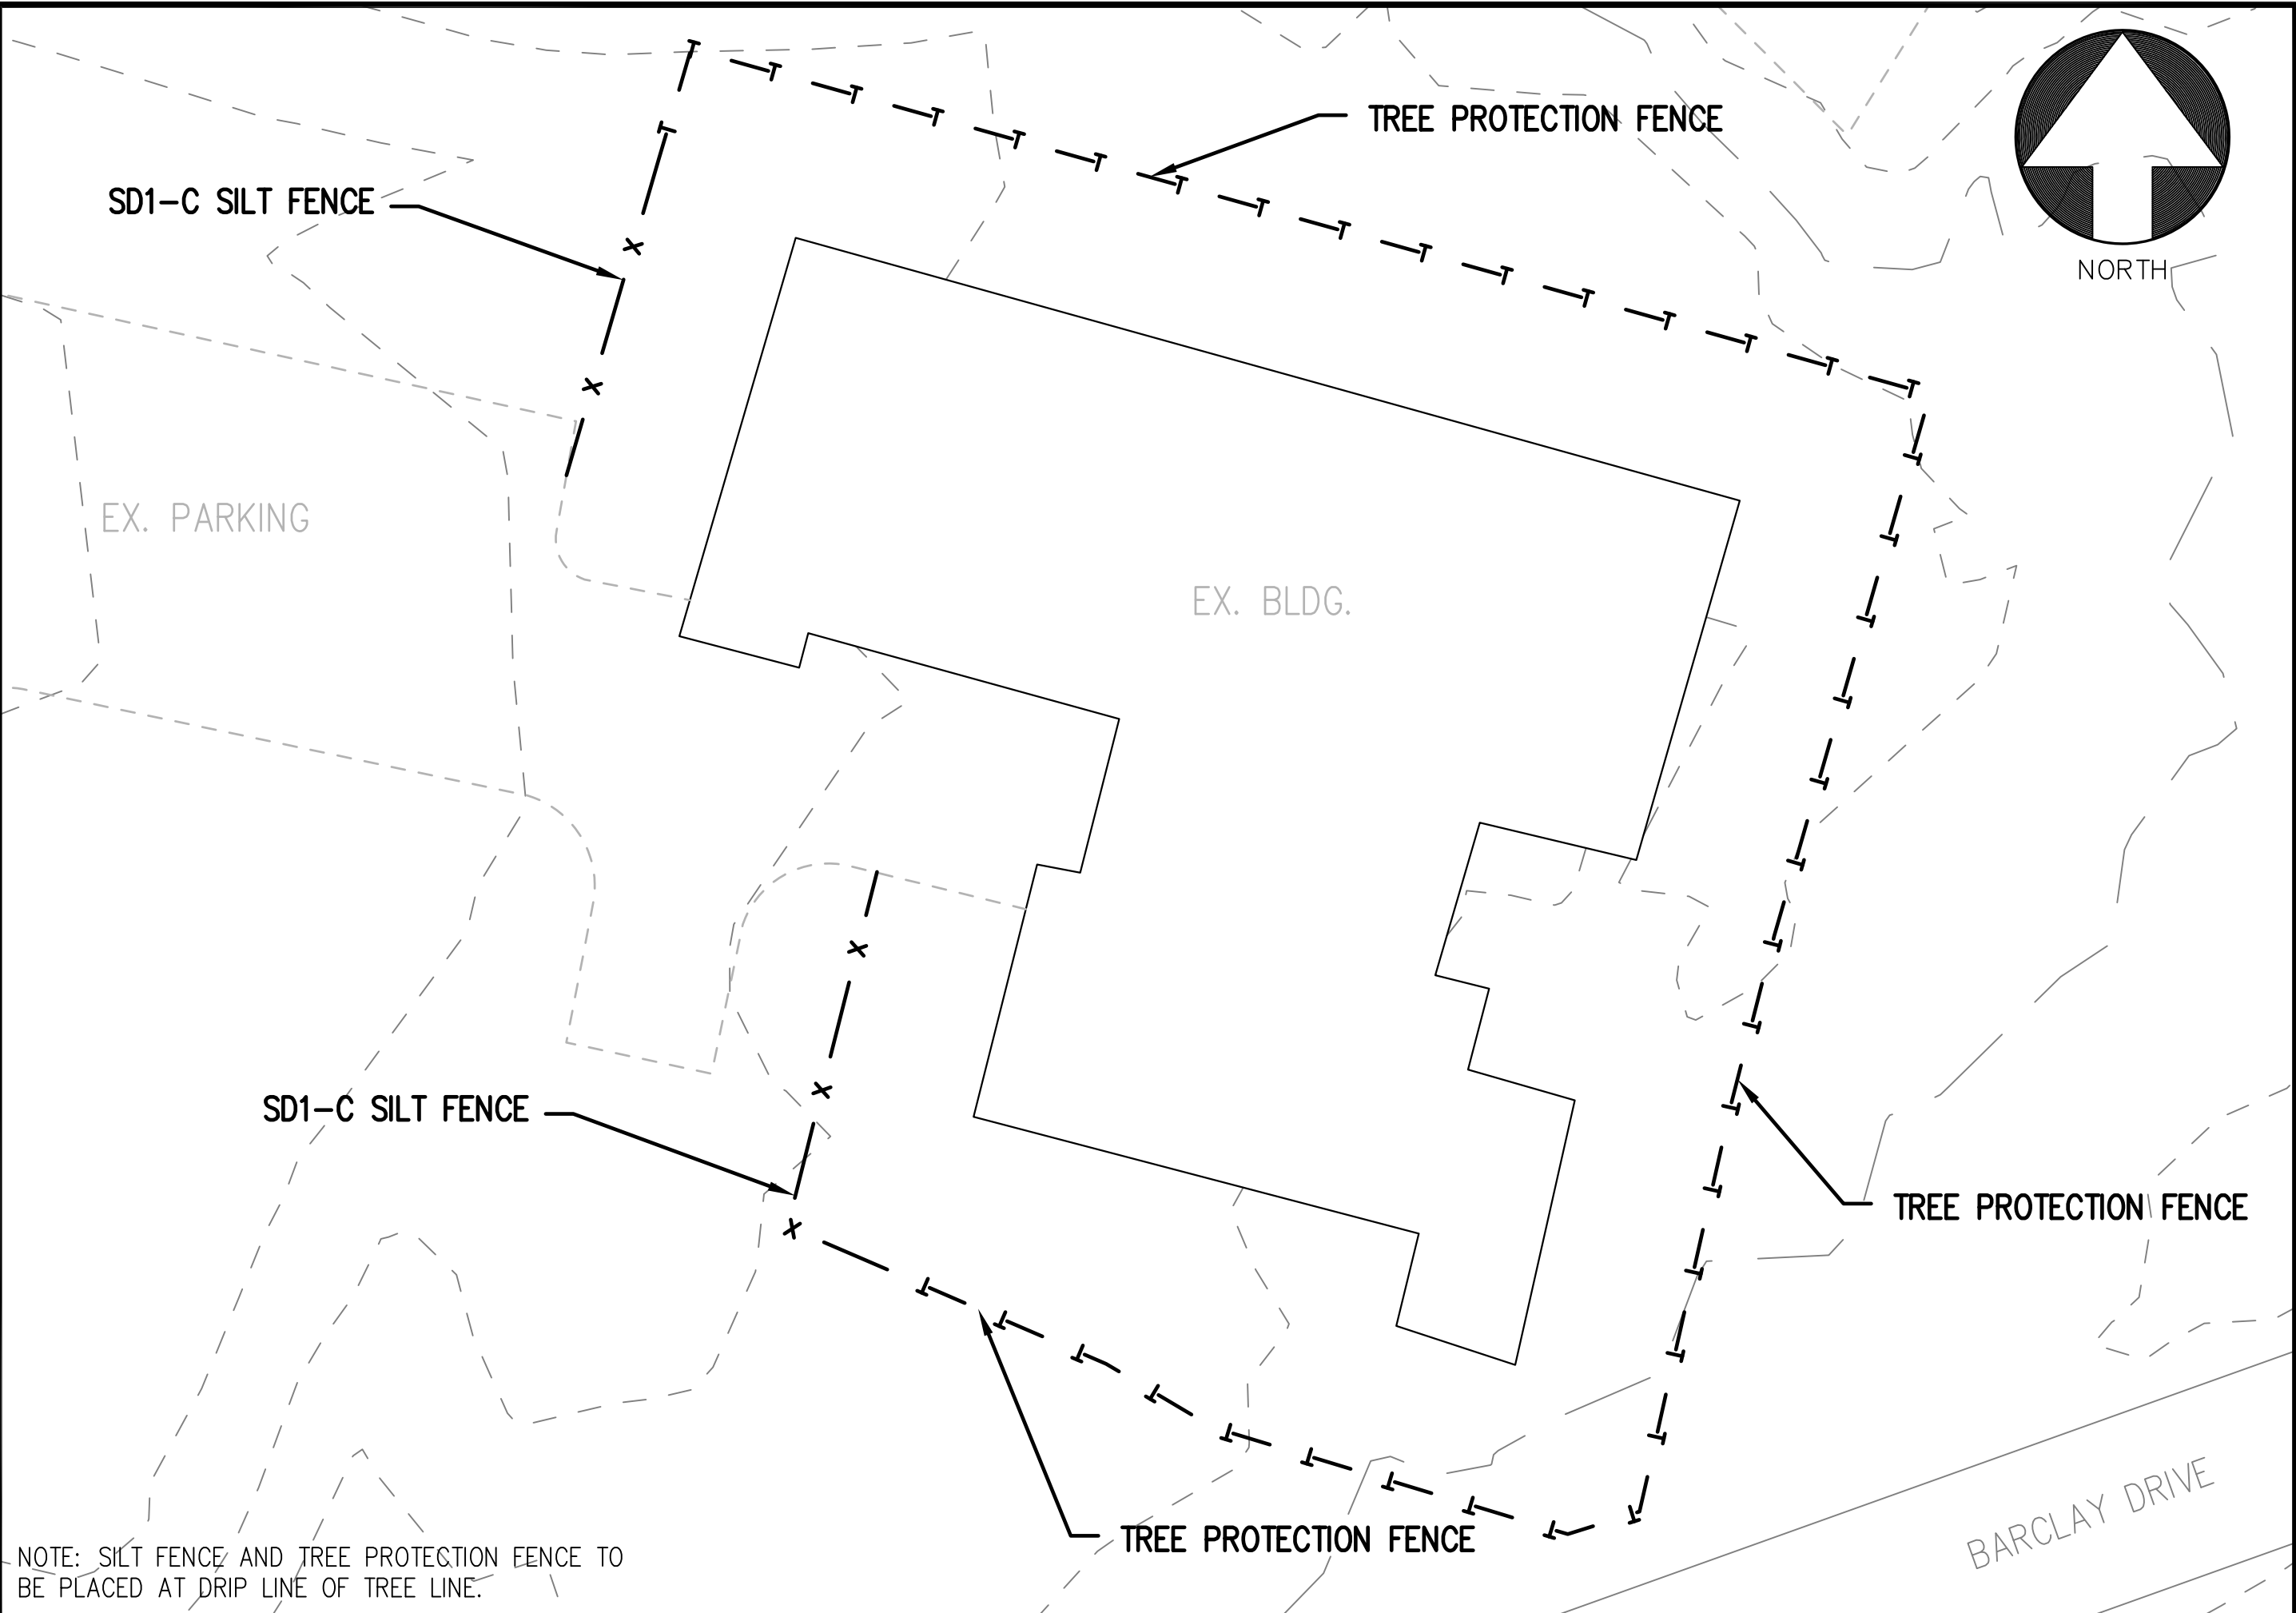 TREE PROTECTION FENCE
SD1-C SILT FENCE
NORTH
EX. PARKING
EX. BLDG.
SD1-C SILT FENCE
TREE PROTECTION FENCE
TREE PROTECTION FENCE
BARCLAY DRIVE
NOTE: SILT FENCE AND TREE PROTECTION FENCE TO
BE PLACED AT DRIP LINE OF TREE LINE.